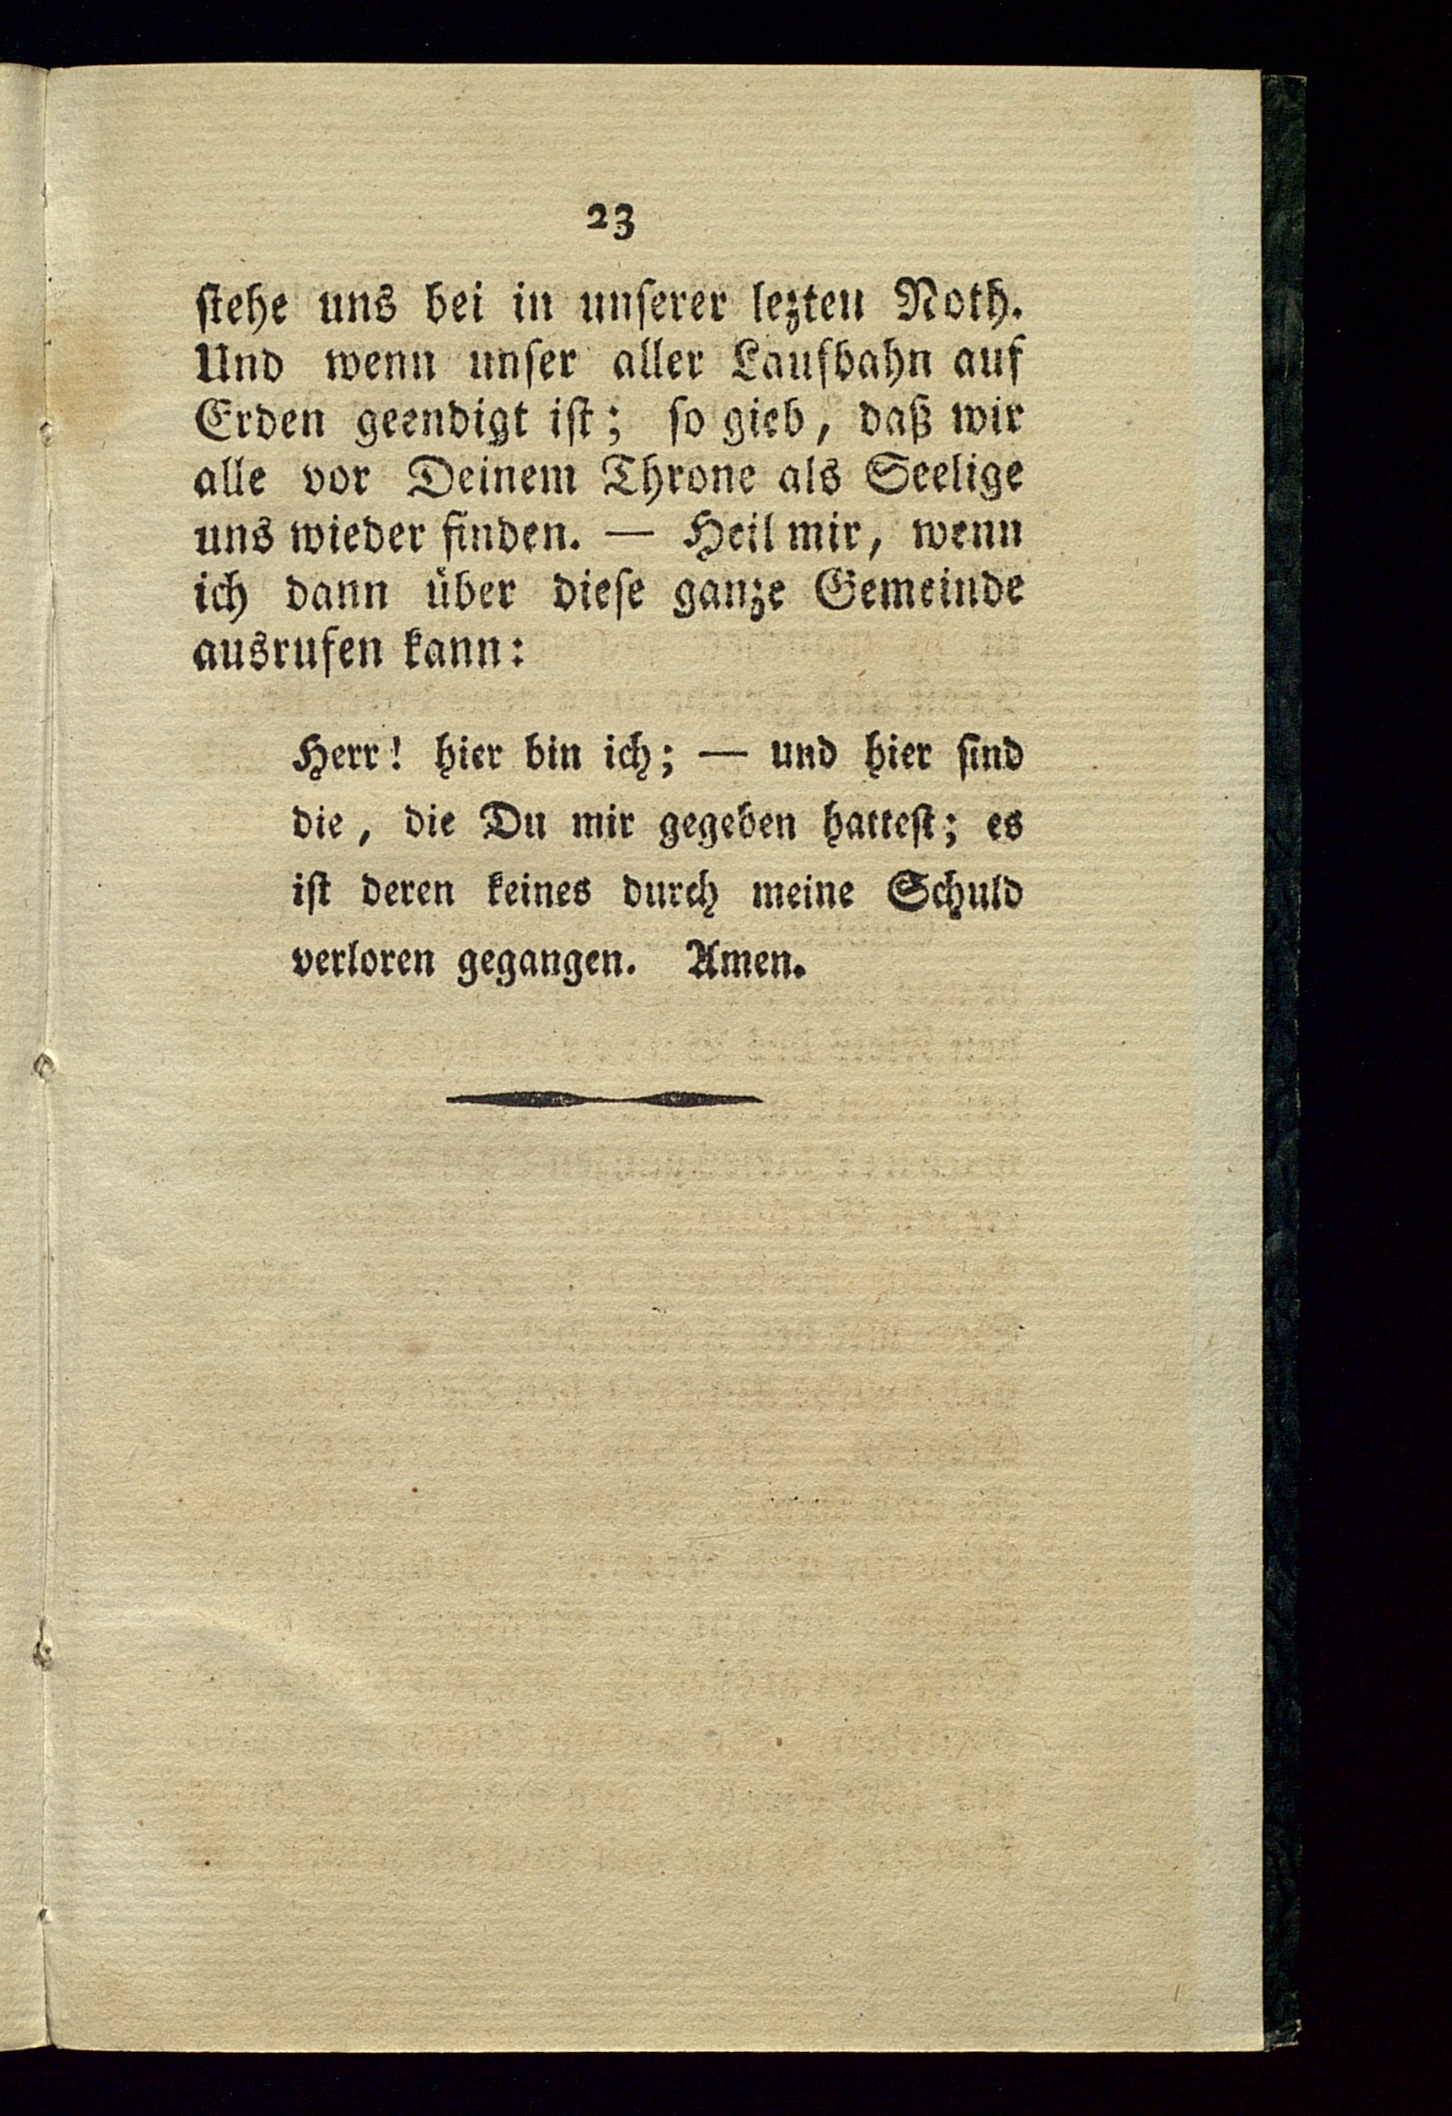 23
stehe uns bei in unserer lezten Noth.
Und wenn unser aller Laufbahn auf
Erden geendigt ist; so gieb, daß wir
alle vor Deinem Throne als Seelige
uns wieder finden. — Heil mir, wenn
ich dann über diese ganze Gemeinde
ausrufen kann:
Herr! hier bin ich; — und hier sind
die, die Du mir gegeben hattest; es
ist deren keines durch meine Schuld
verloren gegangen. Amen.